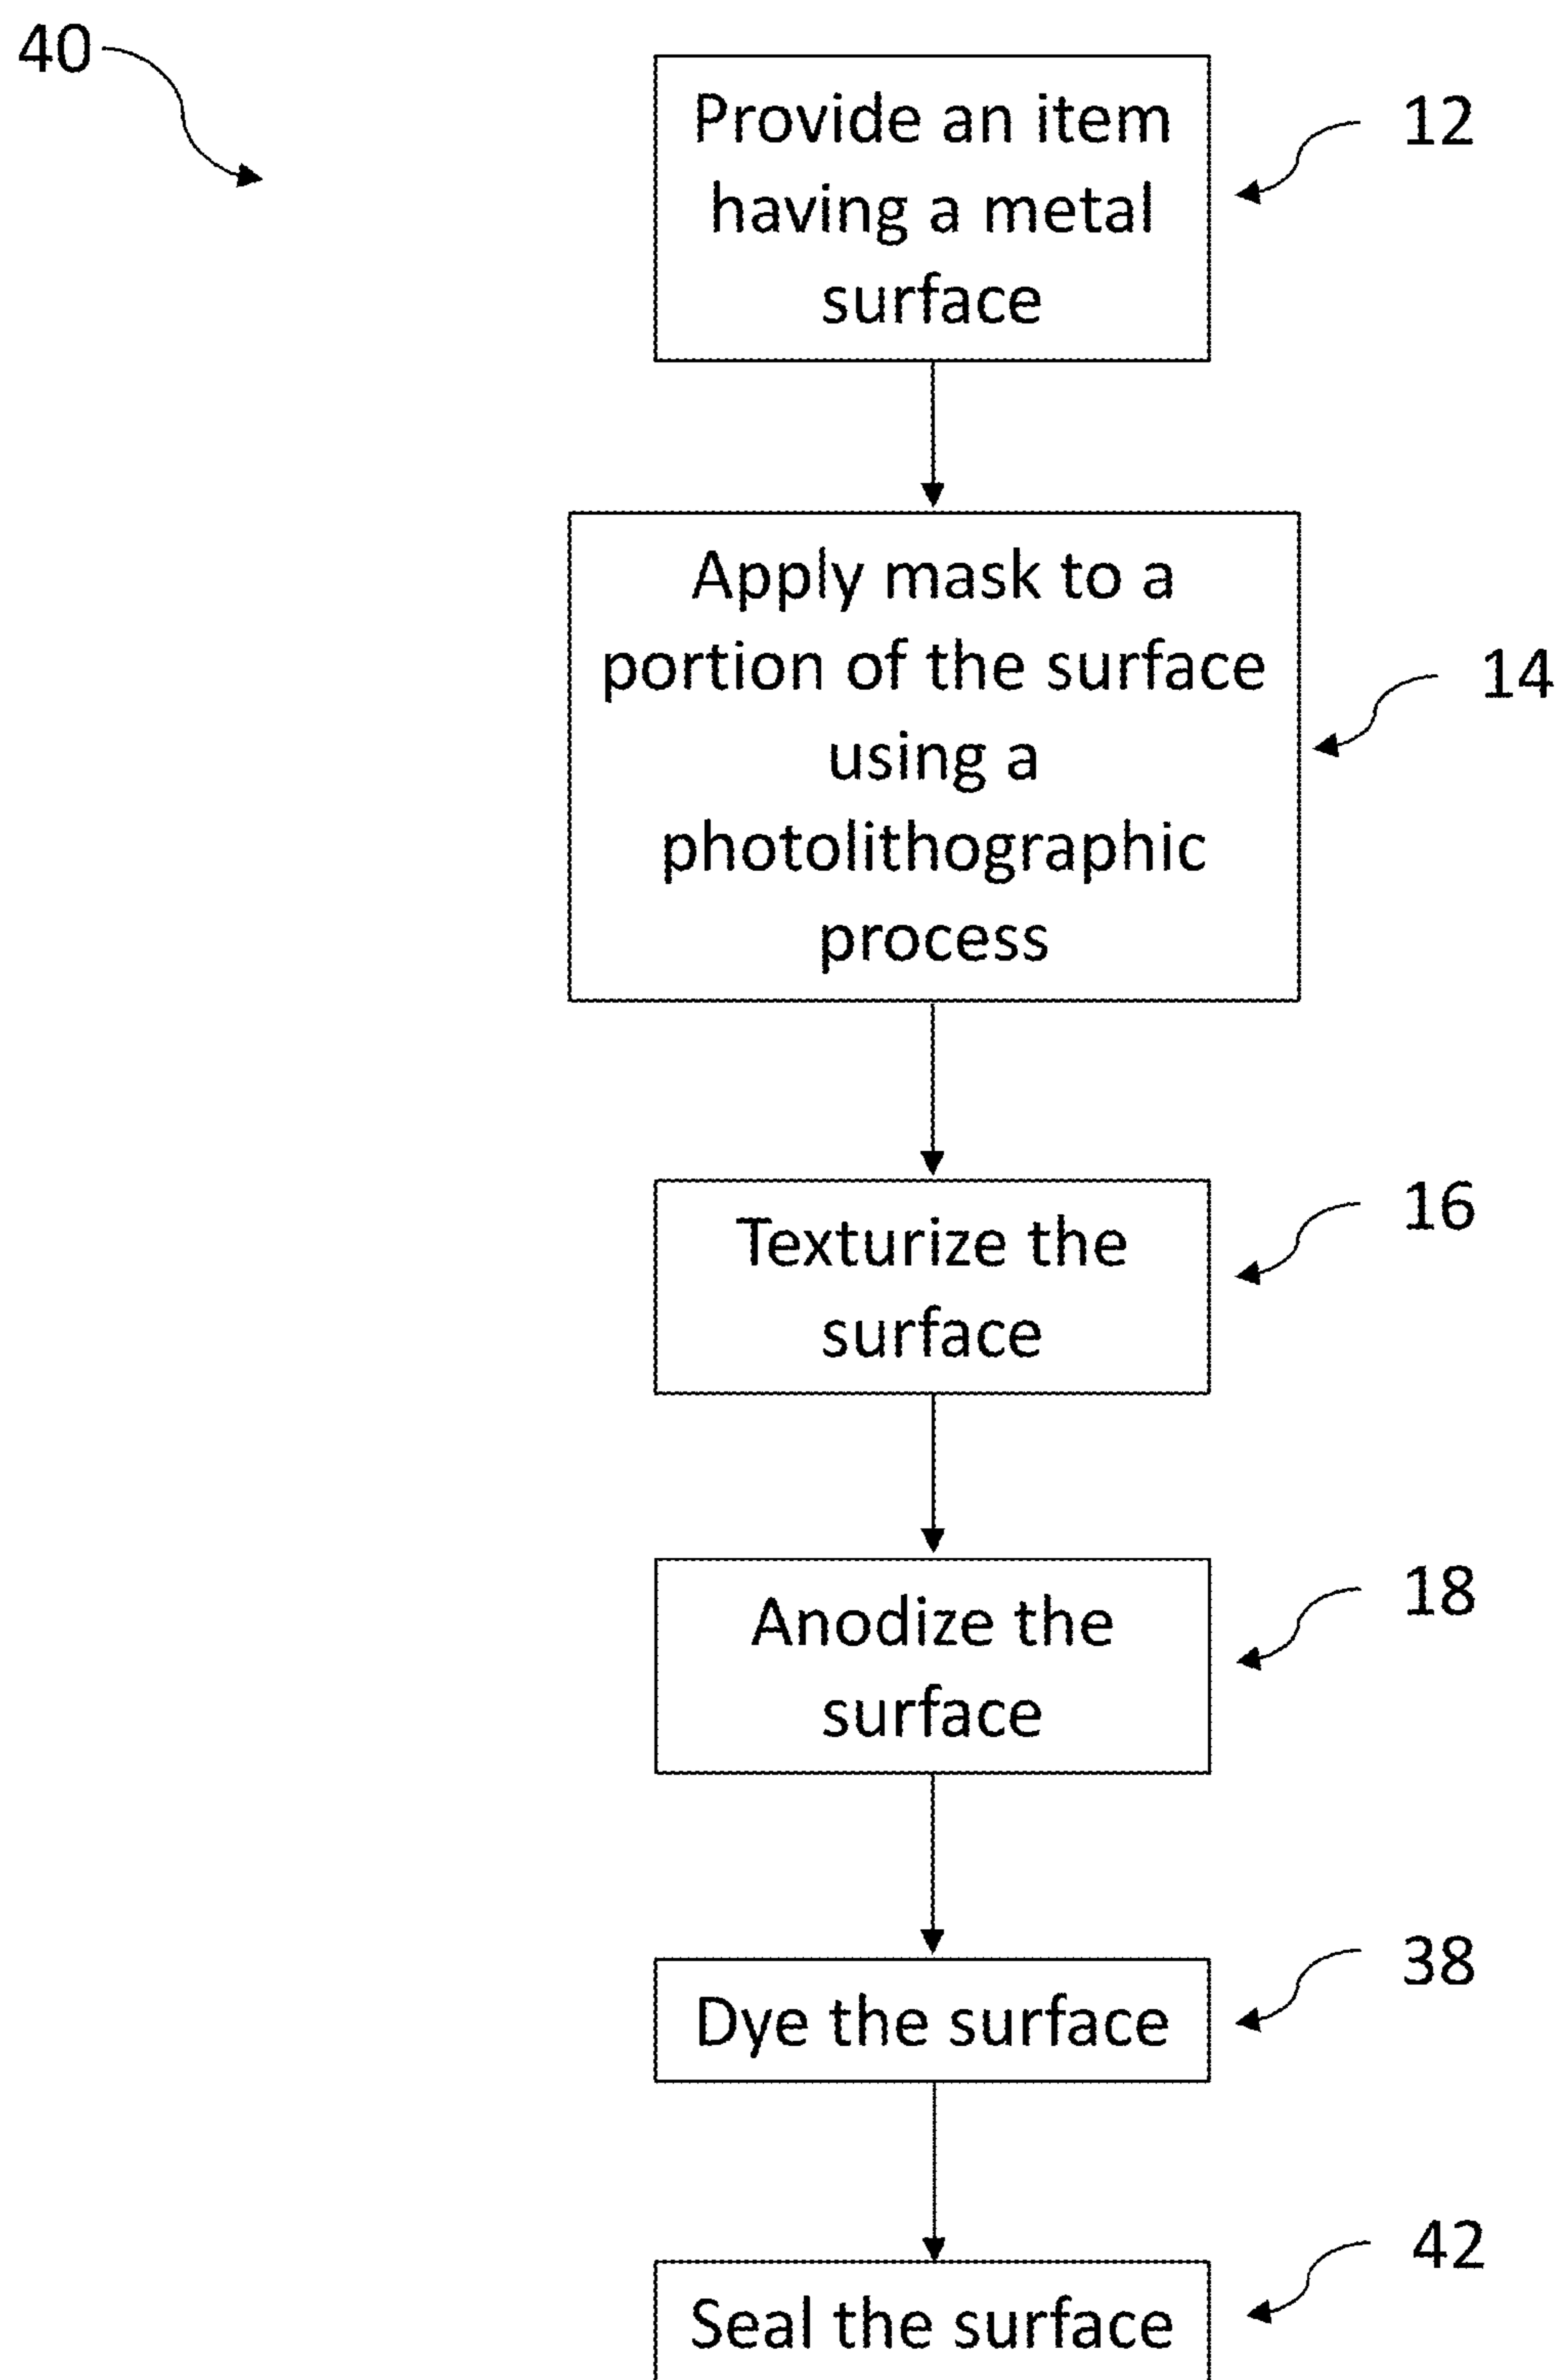 40
Provide an item
having a metal
surface
12
Apply mask to a
portion of the surface
using a
photolithographic
process
14
Texturize the
surface
16
Anodize the
surface
18
Dye the surface
38
Seal the surface
42